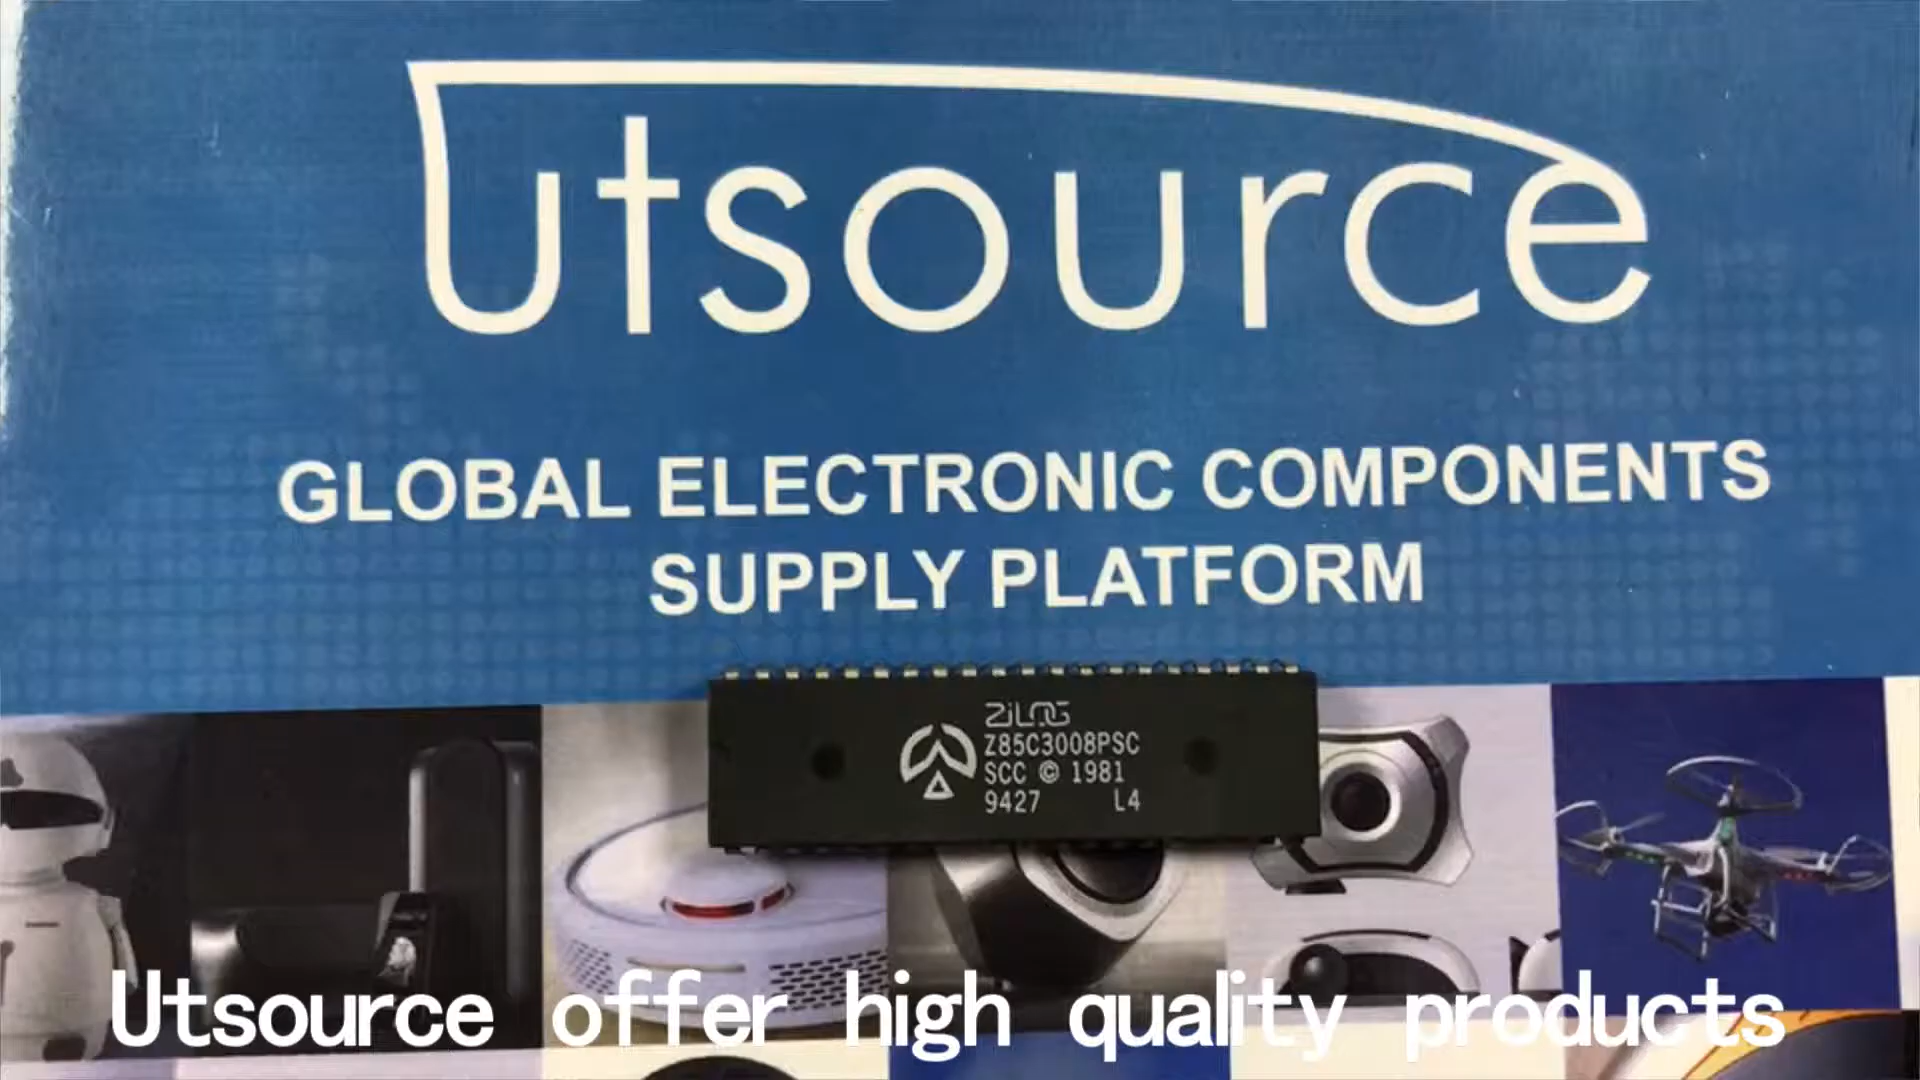 Utsource
GLOBAL ELECTRONIC COMPONENTS
SUPPLY PLATFORM
ZiLOG
Z85C3008PSC
SCC © 1981
9427 L4
Utsource offer high quality products